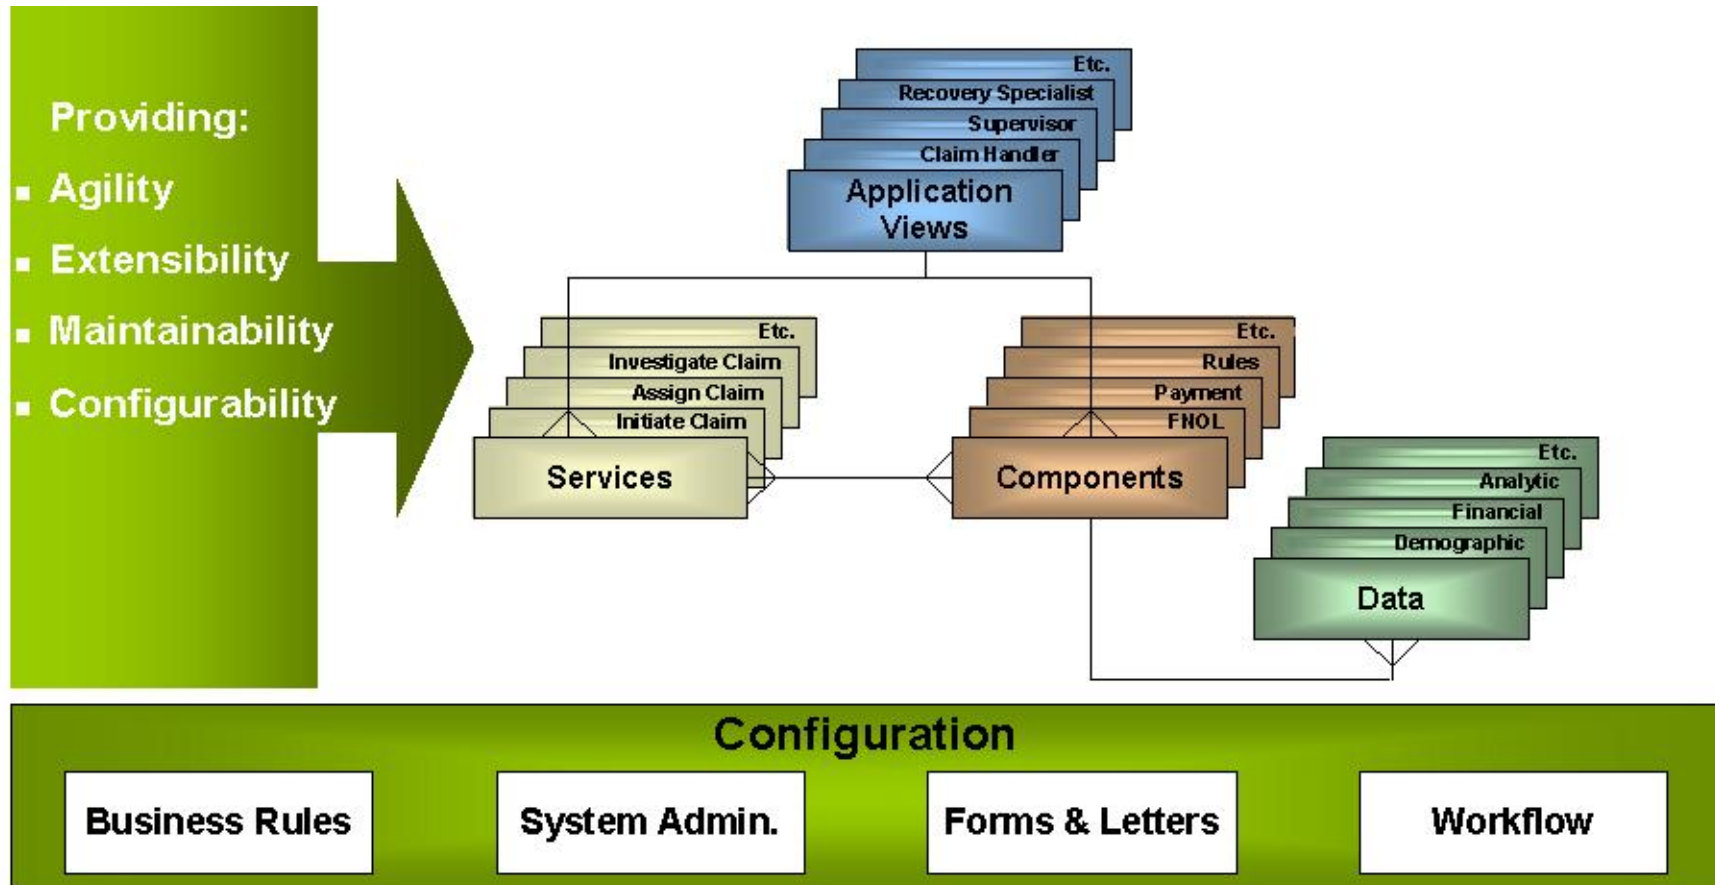 Providing:
▪ Agility
▪ Extensibility
▪ Maintainability
▪ Configurability
Etc.
Recovery Specialist
Supervisor
Claim Handler
Application
Views
Etc.
Investigate Claim
Assign Claim
Initiate Claim
Services
Etc.
Rules
Payment
FNOL
Components
Etc.
Analytic
Financial
Demographic
Data
Configuration
Business Rules
System Admin.
Forms & Letters
Workflow